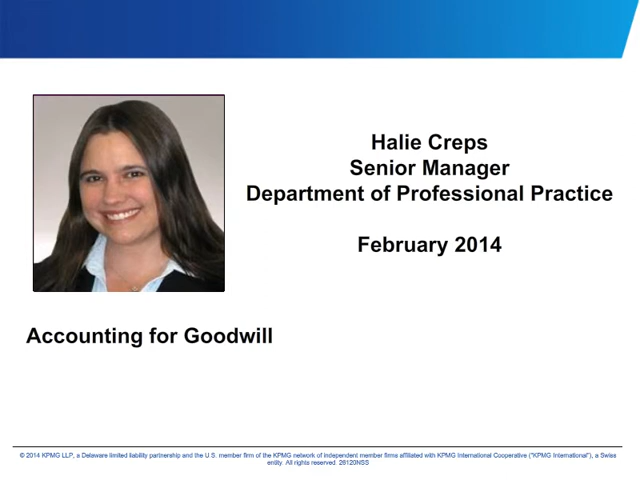 Halie Creps
Senior Manager
Department of Professional Practice
February 2014
Accounting for Goodwill
© 2014 KPMG LLP, a Delaware limited liability partnership and the U.S. member firm of the KPMG network of independent member firms affiliated with KPMG International Cooperative ("KPMG International"), a Swiss
entity. All rights reserved. 28120NSS